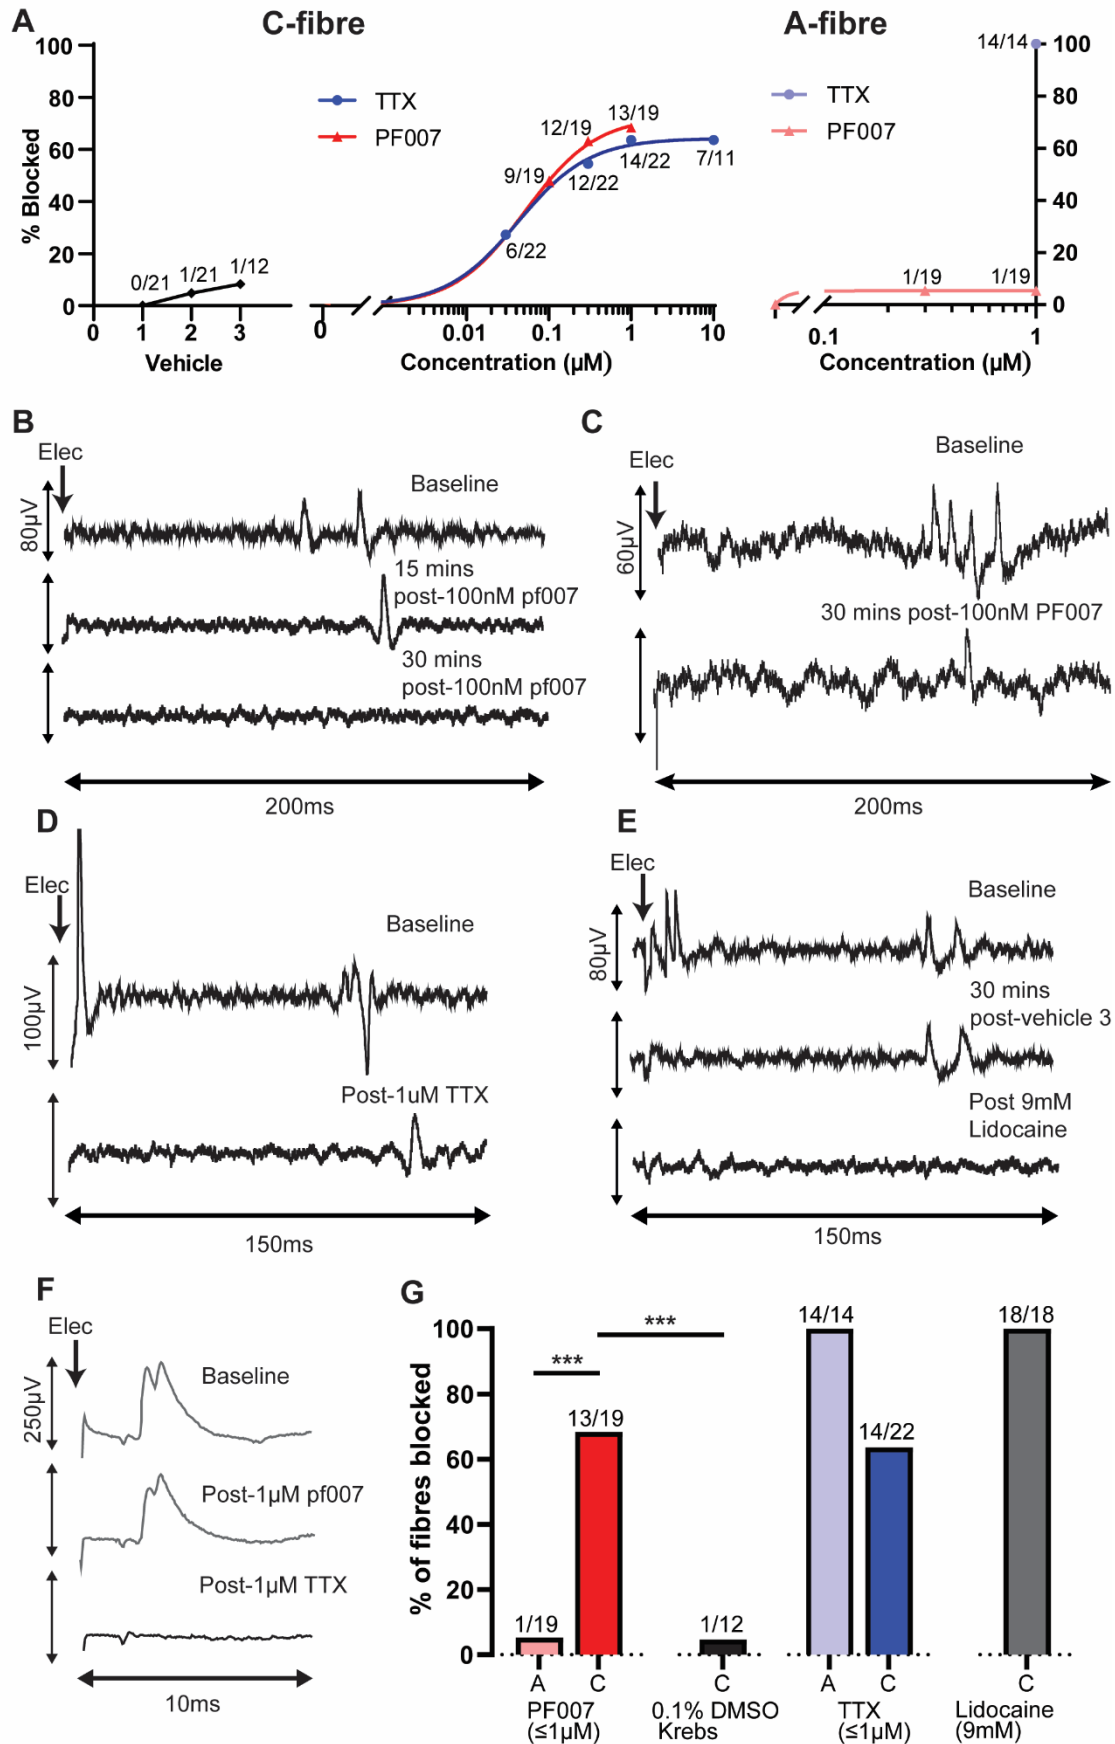 A
C-fibre
A-fibre
100
80
60
40
20
0
% Blocked
0/21
1/21
1/12
0
1
2
3
Vehicle
TTX
PF007
6/22
9/19
12/19
12/22
13/19
14/22
7/11
0
0.01
0.1
1
10
Concentration (µM)
TTX
PF007
14/14
1/19
1/19
100
80
60
40
20
0
0.1
1
Concentration (µM)
B
Elec
80µV
Baseline
15 mins
post-100nM pf007
30 mins
post-100nM pf007
200ms
C
Elec
60µV
Baseline
30 mins post-100nM PF007
200ms
D
Elec
100µV
Baseline
Post-1uM TTX
150ms
E
Elec
80µV
Baseline
30 mins
post-vehicle 3
Post 9mM
Lidocaine
150ms
F
Elec
250µV
Baseline
Post-1µM pf007
Post-1µM TTX
10ms
G
% of fibres blocked
100
80
60
40
20
0
***
***
1/19
13/19
1/12
14/14
14/22
18/18
A
C
C
A
C
C
PF007
(≤1µM)
0.1% DMSO
Krebs
TTX
(≤1µM)
Lidocaine
(9mM)